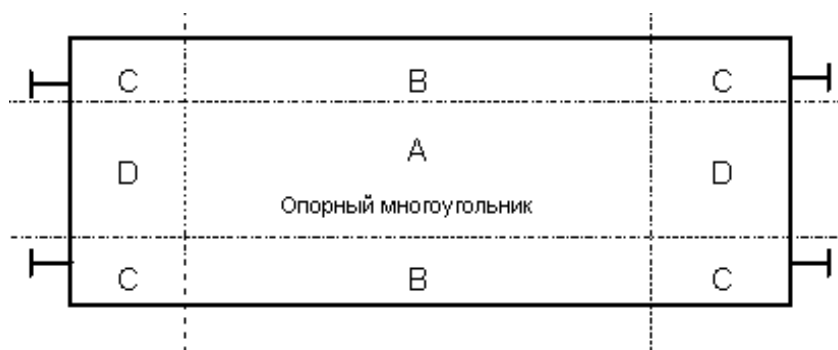 C B C
A
D D
Опорный многоугольник
C B C